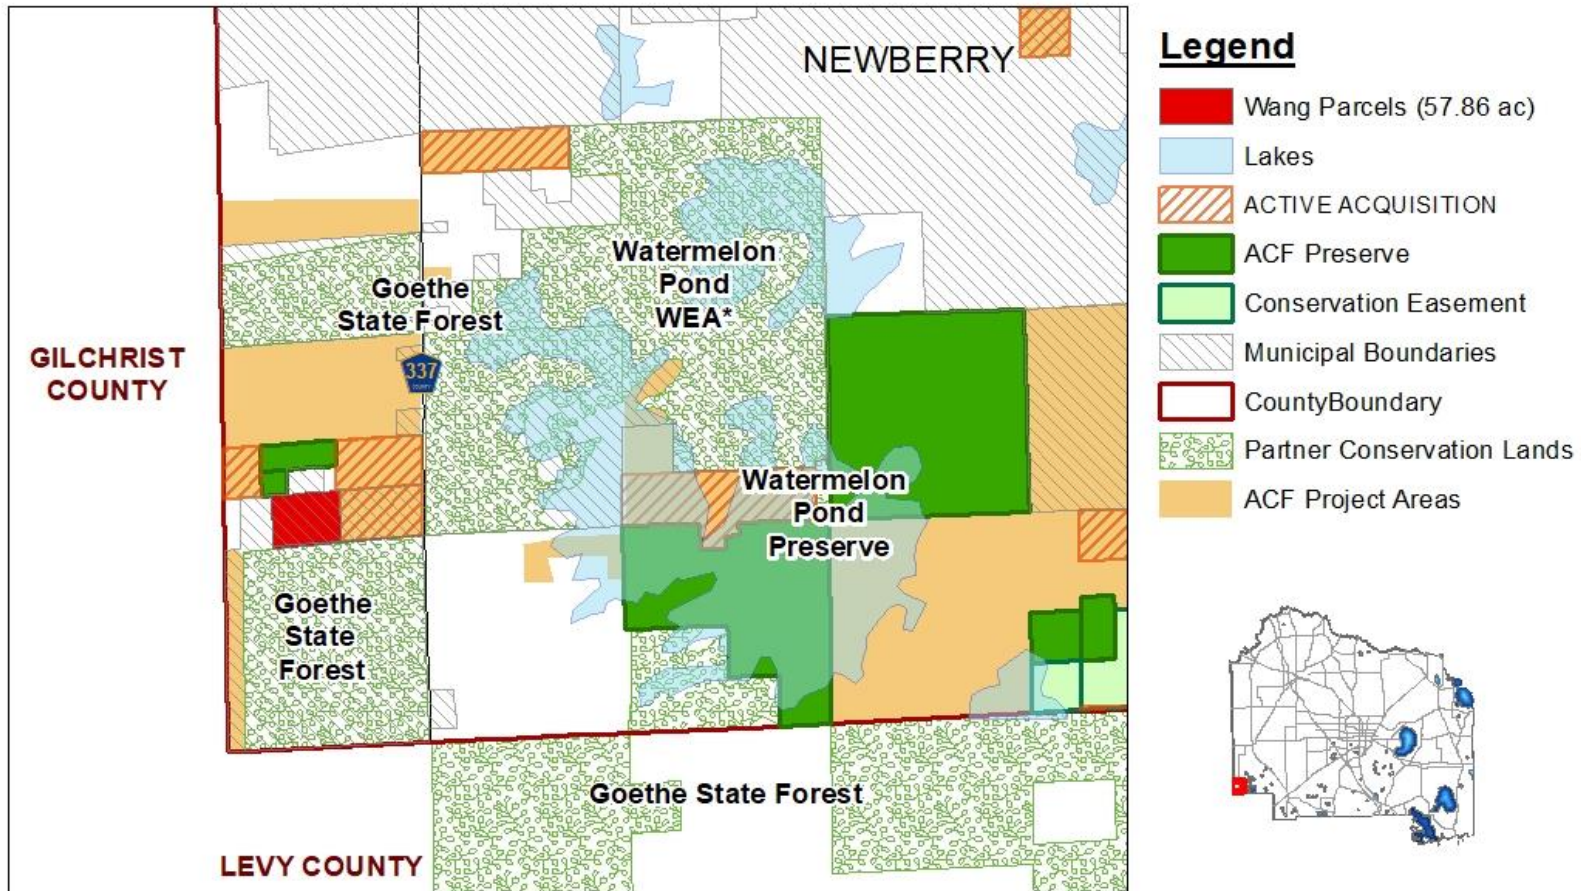 NEWBERRY
Watermelon
Pond
WEA*
Goethe
State Forest
GILCHRIST
COUNTY
337
Watermelon
Pond
Preserve
Goethe
State
Forest
Goethe State Forest
LEVY COUNTY
Legend
Wang Parcels (57.86 ac)
Lakes
ACTIVE ACQUISITION
ACF Preserve
Conservation Easement
Municipal Boundaries
CountyBoundary
Partner Conservation Lands
ACF Project Areas